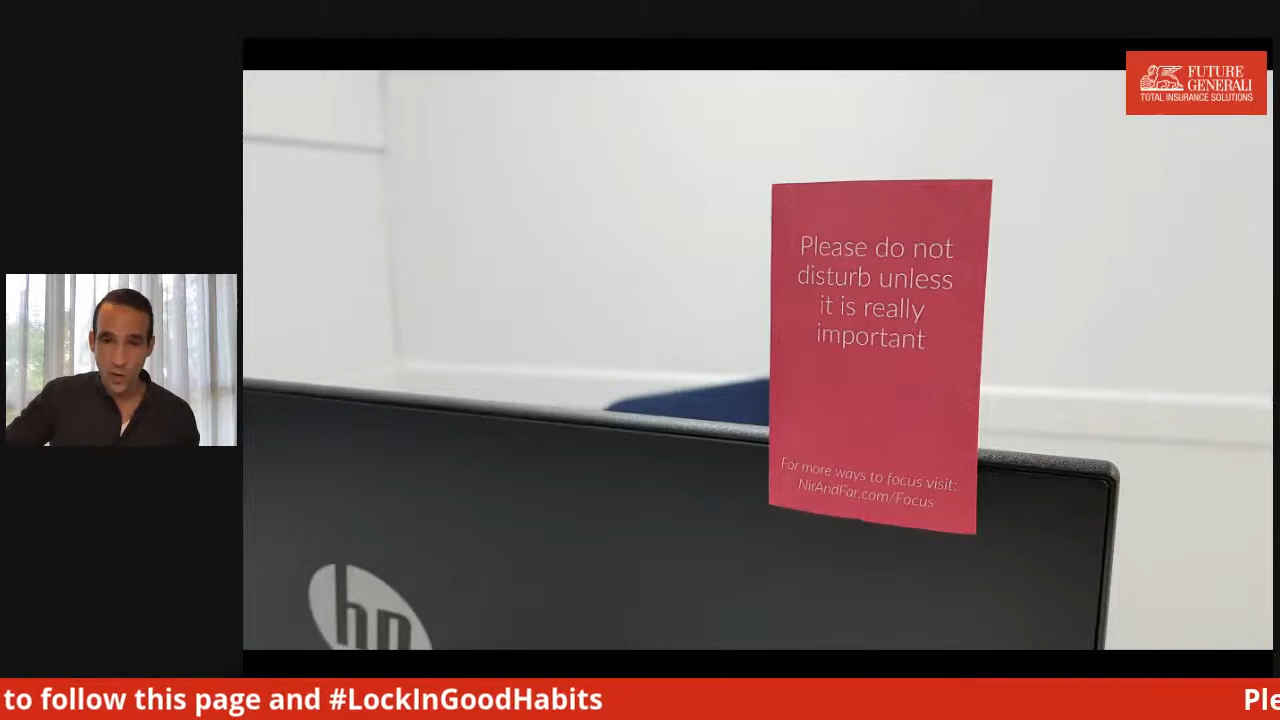 FUTURE
GENERALI
TOTAL INSURANCE SOLUTIONS
Please do not
disturb unless
it is really
important
For more ways to focus visit:
NirAndFar.com/Focus
hp
to follow this page and #LockInGoodHabits
Ple